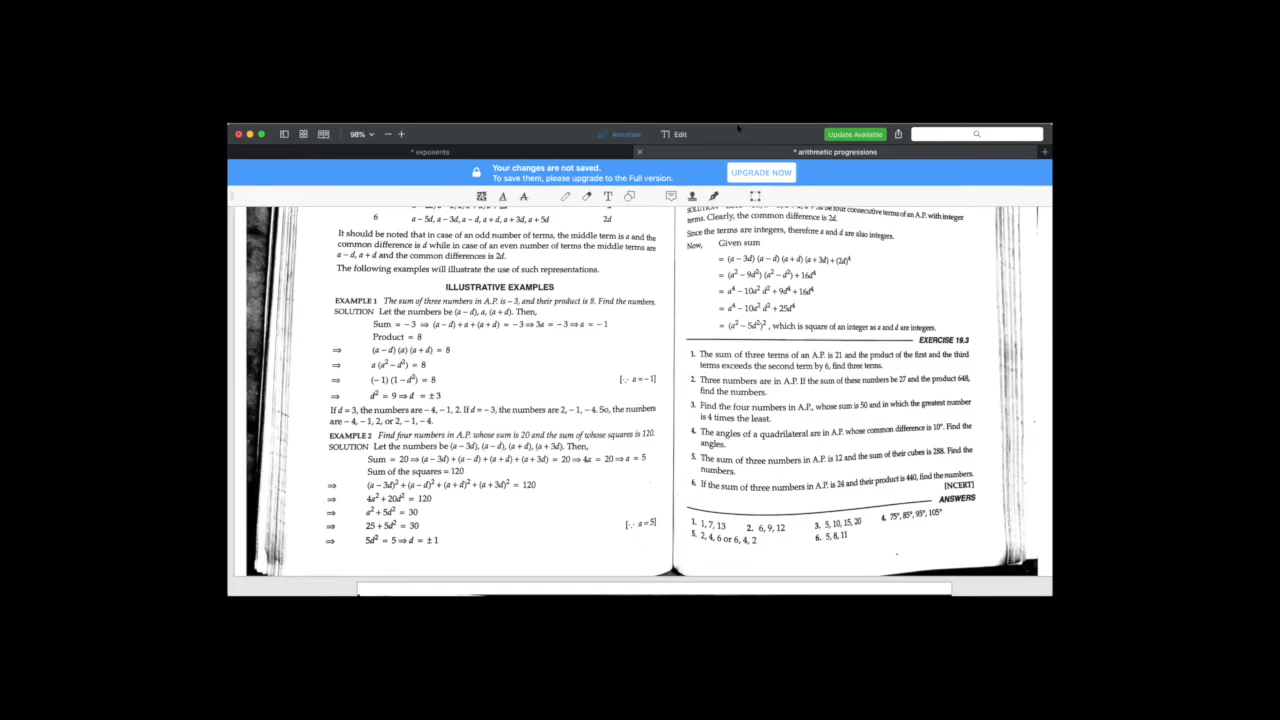 98%
Annotate
Edit
Update Available
* exponents
* arithmetic progressions
Your changes are not saved.
To save them, please upgrade to the Full version.
UPGRADE NOW
6 a – 5d, a – 3d, a – d, a + d, a + 3d, a + 5d 2d
It should be noted that in case of an odd number of terms, the middle term is a and the
common difference is d while in case of an even number of terms the middle terms are
a – d, a + d and the common differences is 2d.
The following examples will illustrate the use of such representations.
ILLUSTRATIVE EXAMPLES
EXAMPLE 1 The sum of three numbers in A.P. is – 3, and their product is 8. Find the numbers.
SOLUTION Let the numbers be (a – d), a, (a + d). Then,
Sum = – 3 ⇒ (a – d) + a + (a + d) = – 3 ⇒ 3a = – 3 ⇒ a = – 1
Product = 8
⇒ (a – d) (a) (a + d) = 8
⇒ a (a² – d²) = 8
⇒ (– 1) (1 – d²) = 8 [∵ a = – 1]
⇒ d² = 9 ⇒ d = ± 3
If d = 3, the numbers are – 4, – 1, 2. If d = – 3, the numbers are 2, – 1, – 4. So, the numbers
are – 4, – 1, 2, or 2, – 1, – 4.
EXAMPLE 2 Find four numbers in A.P. whose sum is 20 and the sum of whose squares is 120.
SOLUTION Let the numbers be (a – 3d), (a – d), (a + d), (a + 3d). Then,
Sum = 20 ⇒ (a – 3d) + (a – d) + (a + d) + (a + 3d) = 20 ⇒ 4a = 20 ⇒ a = 5
Sum of the squares = 120
⇒ (a – 3d)² + (a – d)² + (a + d)² + (a + 3d)² = 120
⇒ 4a² + 20d² = 120
⇒ a² + 5d² = 30
⇒ 25 + 5d² = 30 [∵ a = 5]
⇒ 5d² = 5 ⇒ d = ± 1
be four consecutive terms of an A.P. with integer
terms. Clearly, the common difference is 2d.
Since the terms are integers, therefore a and d are also integers.
Now, Given sum
= (a – 3d) (a – d) (a + d) (a + 3d) + (2d)⁴
= (a² – 9d²) (a² – d²) + 16d⁴
= a⁴ – 10a² d² + 9d⁴ + 16d⁴
= a⁴ – 10a² d² + 25d⁴
= (a² – 5d²)², which is square of an integer as a and d are integers.
EXERCISE 19.3
1. The sum of three terms of an A.P. is 21 and the product of the first and the third
terms exceeds the second term by 6, find three terms.
2. Three numbers are in A.P. If the sum of these numbers be 27 and the product 648,
find the numbers.
3. Find the four numbers in A.P., whose sum is 50 and in which the greatest number
is 4 times the least.
4. The angles of a quadrilateral are in A.P. whose common difference is 10°. Find the
angles.
5. The sum of three numbers in A.P. is 12 and the sum of their cubes is 288. Find the
numbers.
6. If the sum of three numbers in A.P. is 24 and their product is 440, find the numbers.
[NCERT]
ANSWERS
1. 1, 7, 13 2. 6, 9, 12 3. 5, 10, 15, 20 4. 75°, 85°, 95°, 105°
5. 2, 4, 6 or 6, 4, 2 6. 5, 8, 11